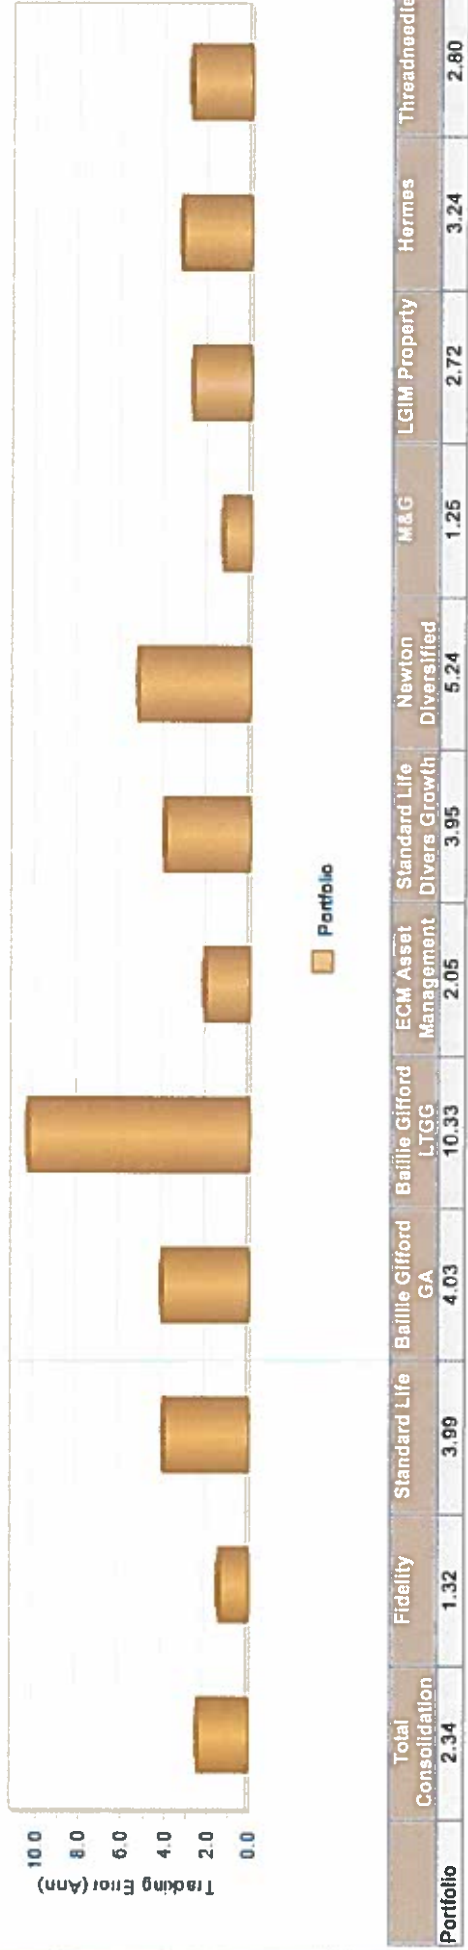 Tracking Error (Ann)
10.0
8.0
6.0
4.0
2.0
0.0
Portfolio
Total Consolidation Fidelity Standard Life Baillie Gifford GA Baillie Gifford LTGG ECM Asset Management Standard Life Divers Growth Newton Diversified M&G LGIM Property Hermes Threadneedle
Portfolio 2.34 1.32 3.99 4.03 10.33 2.05 3.95 5.24 1.25 2.72 3.24 2.80